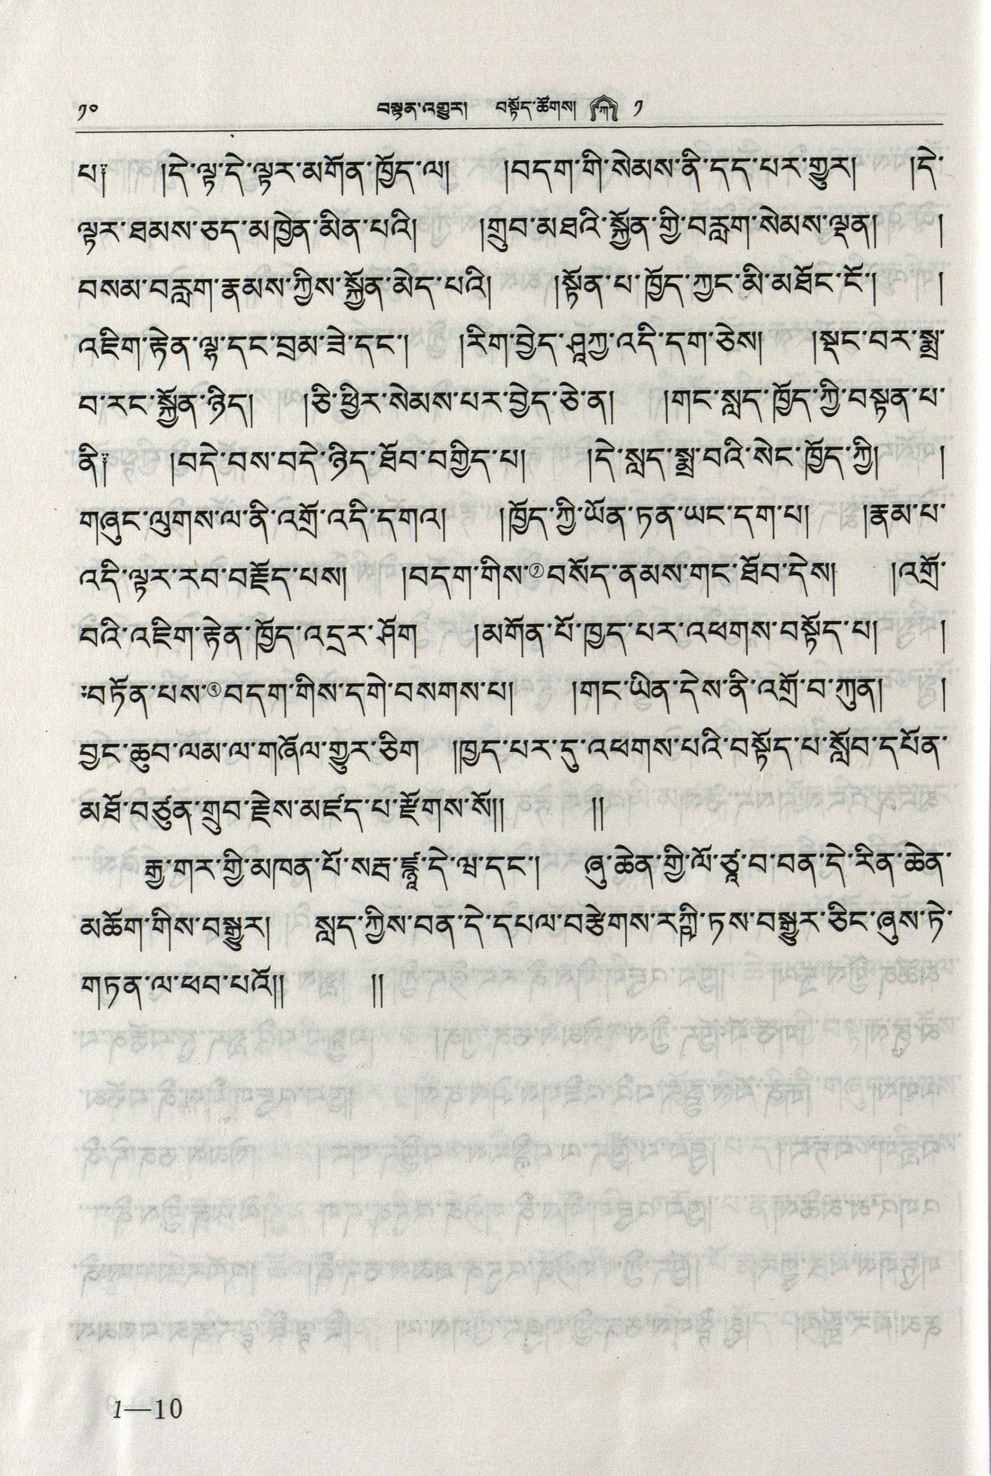 ༡༠ བསྟན་འགྱུར། བསྟོད་ཚོགས། ཀ ༡
པ༑ །དེ་ལྟ་དེ་ལྟར་མགོན་ཁྱོད་ལ། །བདག་གི་སེམས་ནི་དད་པར་གྱུར། །དེ་
ལྟར་ཐམས་ཅད་མཁྱེན་མིན་པའི། །གྲུབ་མཐའི་སྐྱོན་གྱི་བརླག་སེམས་ལྡན། །
བསམ་བརླག་རྣམས་ཀྱིས་སྐྱོན་མེད་པའི། །སྟོན་པ་ཁྱོད་ཀྱང་མི་མཐོང་ངོ་། །
འཇིག་རྟེན་ལྷ་དང་བྲམ་ཟེ་དང་། །རིག་བྱེད་ཤཱཀྱ་འདི་དག་ཅེས། །སྡང་བར་སྨྲ་
བ་རང་སྐྱོན་ཉིད། །ཅི་ཕྱིར་སེམས་པར་བྱེད་ཅེ་ན། །གང་སླད་ཁྱོད་ཀྱི་བསྟན་པ་
ནི༑ །བདེ་བས་བདེ་ཉིད་ཐོབ་བགྱིད་པ། །དེ་སླད་སྨྲ་བའི་སེང་ཁྱོད་ཀྱི། །
གཞུང་ལུགས་ལ་ནི་འགྲོ་འདི་དགའ། །ཁྱོད་ཀྱི་ཡོན་ཏན་ཡང་དག་པ། །རྣམ་པ་
འདི་ལྟར་རབ་བརྗོད་པས། །བདག་གིས་②བསོད་ནམས་གང་ཐོབ་དེས། །འགྲོ་
བའི་འཇིག་རྟེན་ཁྱོད་འདྲར་ཤོག །མགོན་པོ་ཁྱད་པར་འཕགས་བསྟོད་པ། །
་བཏོན་པས་④བདག་གིས་དགེ་བསགས་པ། །གང་ཡིན་དེས་ནི་འགྲོ་བ་ཀུན། །
བྱང་ཆུབ་ལམ་ལ་གཞོལ་གྱུར་ཅིག །ཁྱད་པར་དུ་འཕགས་པའི་བསྟོད་པ་སློབ་དཔོན་
མཐོ་བཙུན་གྲུབ་རྗེས་མཛད་པ་རྫོགས་སོ།། །།
རྒྱ་གར་གྱི་མཁན་པོ་སརྦ་ཛྙཱ་དེ་ཝ་དང་། ཞུ་ཆེན་གྱི་ལོ་ཙཱ་བ་བན་དེ་རིན་ཆེན་
མཆོག་གིས་བསྒྱུར། སླད་ཀྱིས་བན་དེ་དཔལ་བརྩེགས་རཀྵི་ཏས་བསྒྱུར་ཅིང་ཞུས་ཏེ་
གཏན་ལ་ཕབ་པའོ།། །།
1—10